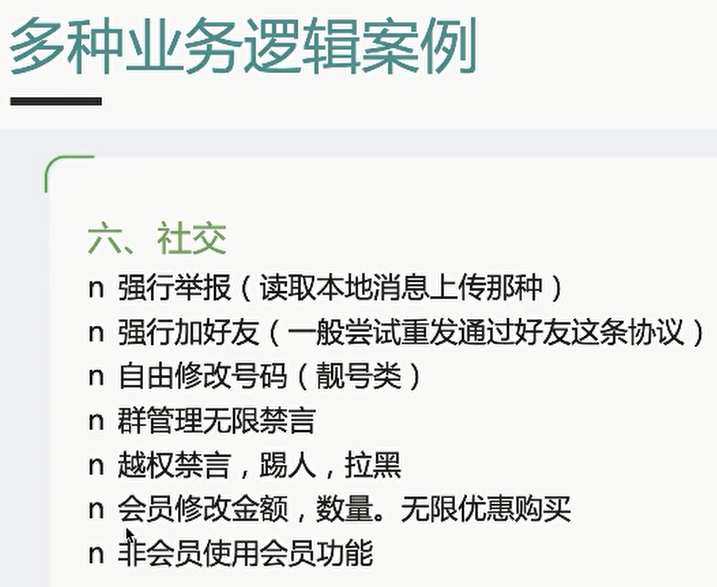 多种业务逻辑案例
六、社交
n 强行举报（读取本地消息上传那种）
n 强行加好友（一般尝试重发通过好友这条协议）
n 自由修改号码（靓号类）
n 群管理无限禁言
n 越权禁言，踢人，拉黑
n 会员修改金额，数量。无限优惠购买
n 非会员使用会员功能